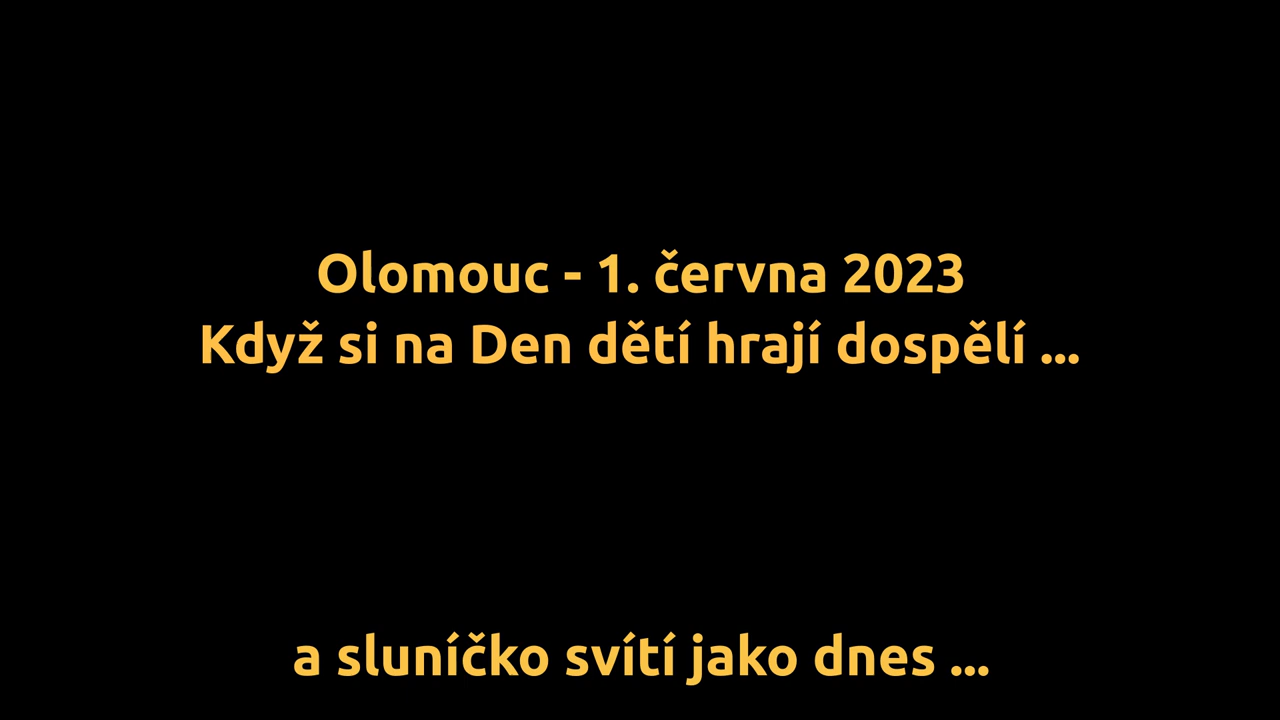 Olomouc - 1. června 2023
Když si na Den dětí hrají dospělí ...
a sluníčko svítí jako dnes ...